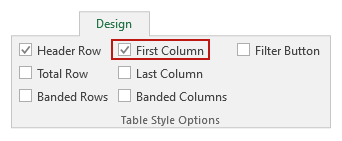 Design
Header Row First Column Filter Button
Total Row Last Column
Banded Rows Banded Columns
Table Style Options